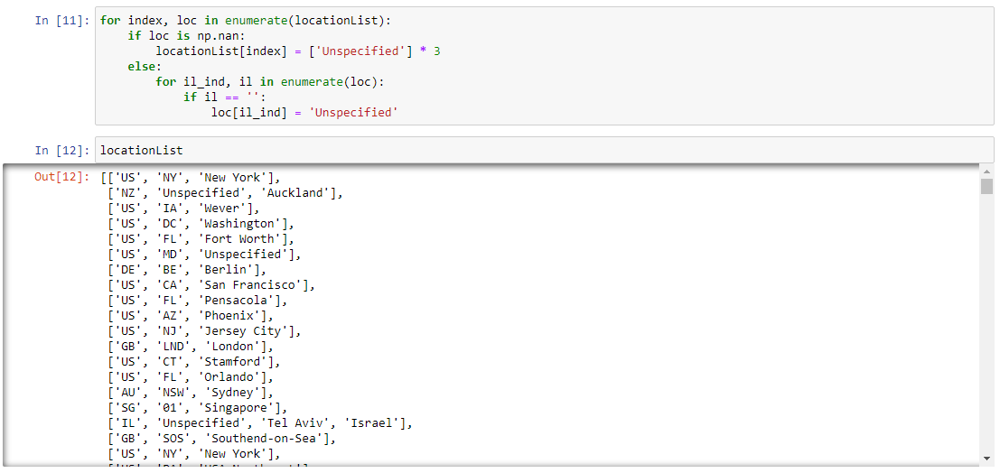 In [11]: for index, loc in enumerate(locationList):
    if loc is np.nan:
        locationList[index] = ['Unspecified'] * 3
    else:
        for il_ind, il in enumerate(loc):
            if il == '':
                loc[il_ind] = 'Unspecified'
In [12]: locationList
Out[12]: [['US', 'NY', 'New York'],
 ['NZ', 'Unspecified', 'Auckland'],
 ['US', 'IA', 'Wever'],
 ['US', 'DC', 'Washington'],
 ['US', 'FL', 'Fort Worth'],
 ['US', 'MD', 'Unspecified'],
 ['DE', 'BE', 'Berlin'],
 ['US', 'CA', 'San Francisco'],
 ['US', 'FL', 'Pensacola'],
 ['US', 'AZ', 'Phoenix'],
 ['US', 'NJ', 'Jersey City'],
 ['GB', 'LND', 'London'],
 ['US', 'CT', 'Stamford'],
 ['US', 'FL', 'Orlando'],
 ['AU', 'NSW', 'Sydney'],
 ['SG', '01', 'Singapore'],
 ['IL', 'Unspecified', 'Tel Aviv', 'Israel'],
 ['GB', 'SOS', 'Southend-on-Sea'],
 ['US', 'NY', 'New York'],